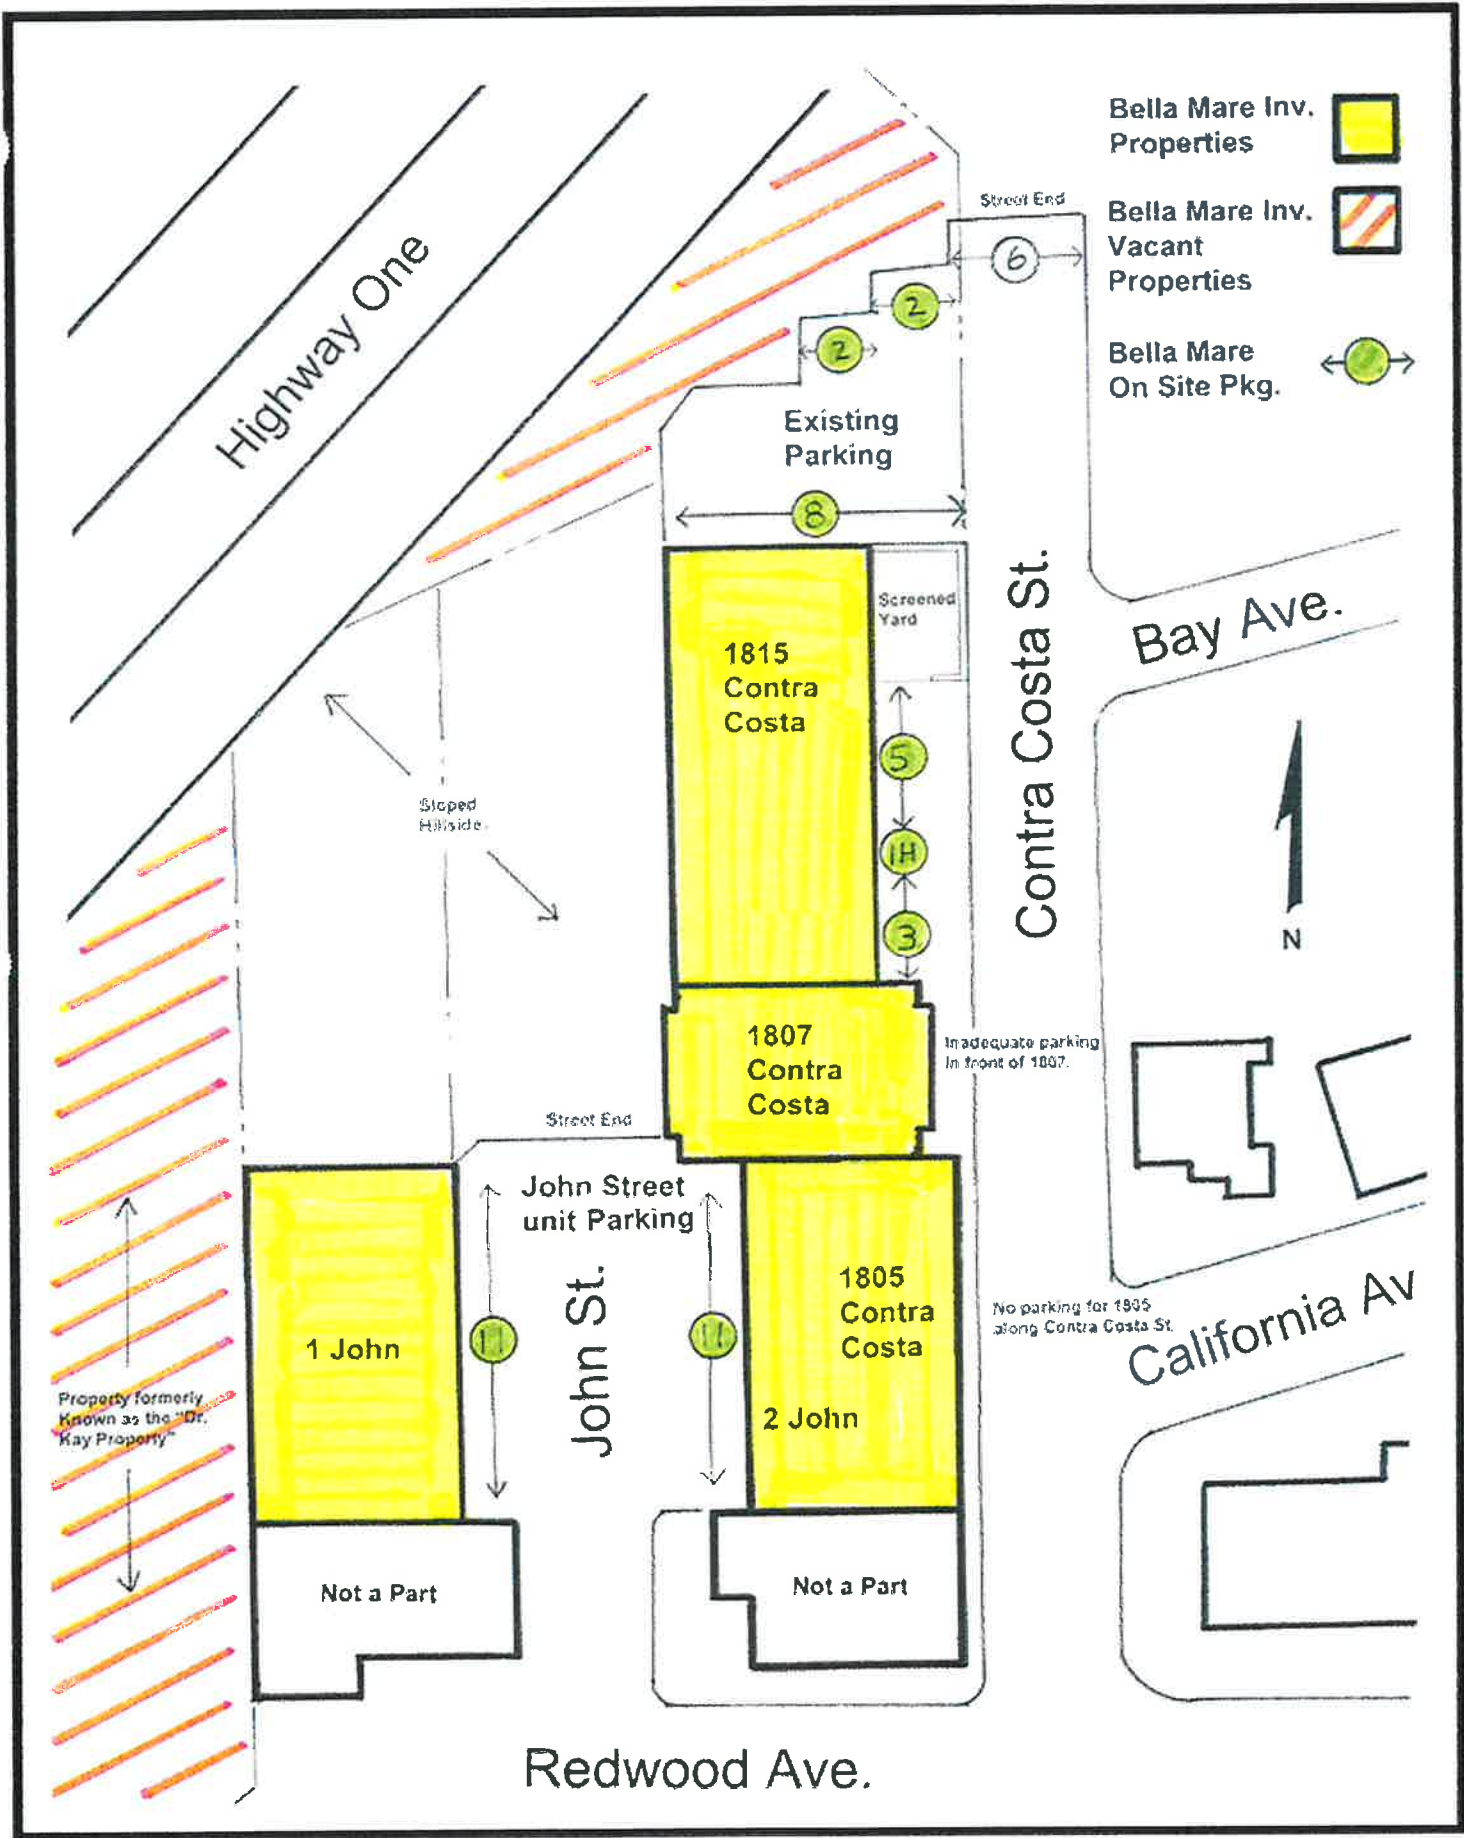 Bella Mare Inv.
Properties
Street End
Bella Mare Inv.
Vacant
Properties
6
2
2
Bella Mare
On Site Pkg.
Highway One
Existing
Parking
8
Contra Costa St.
Bay Ave.
Screened
Yard
1815
Contra
Costa
5
1H
3
Sloped
Hillside
N
1807
Contra
Costa
Inadequate parking
In front of 1807.
Street End
John Street
unit Parking
1805
Contra
Costa
No parking for 1805
along Contra Costa St.
California Av
1 John
11
John St.
11
2 John
Property formerly
Known as the "Dr.
Kay Property"
Not a Part
Not a Part
Redwood Ave.